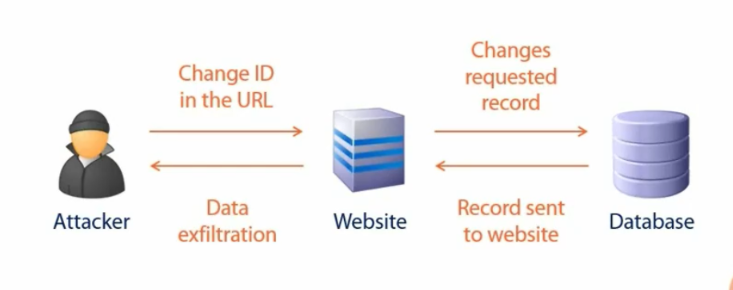 Change ID
in the URL
Changes
requested
record
Attacker
Data
exfiltration
Website
Record sent
to website
Database